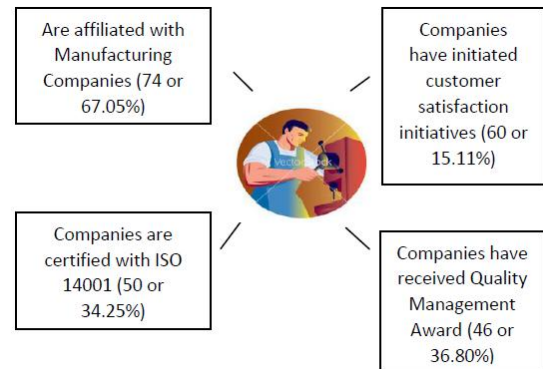 Are affiliated with
Manufacturing
Companies (74 or
67.05%)
Companies
have initiated
customer
satisfaction
initiatives (60 or
15.11%)
Companies are
certified with ISO
14001 (50 or
34.25%)
Companies have
received Quality
Management
Award (46 or
36.80%)